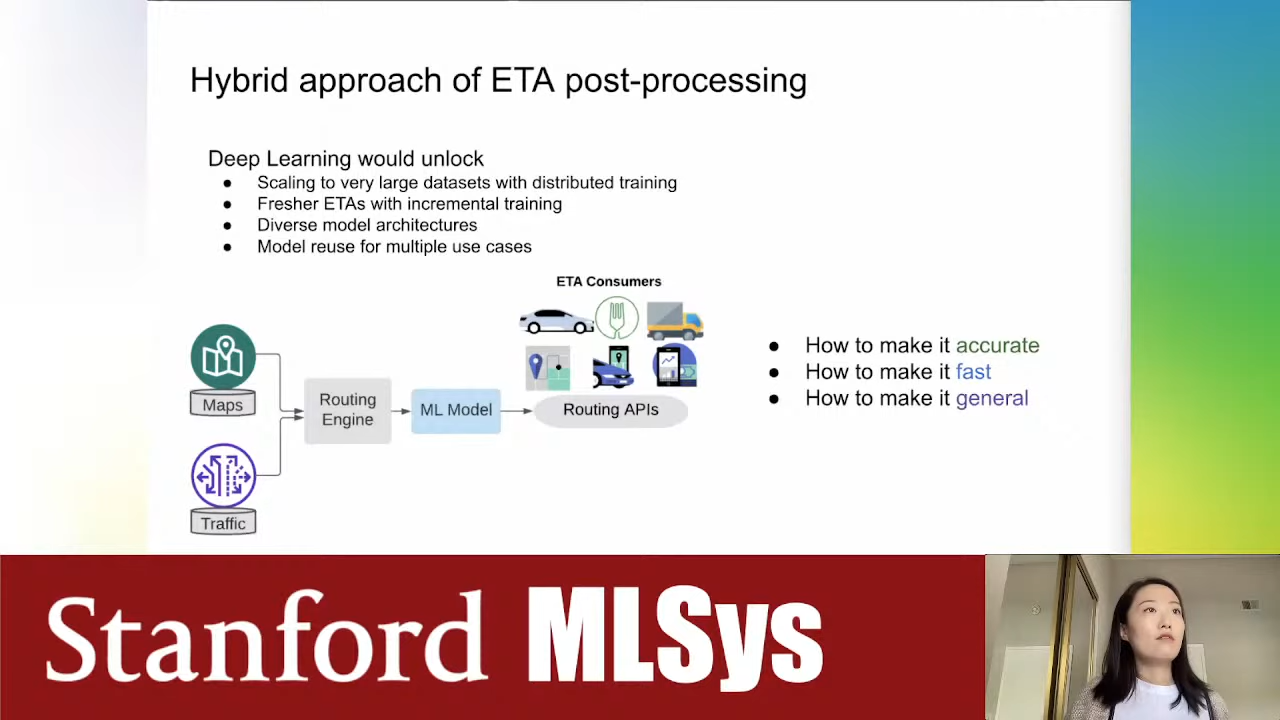 Hybrid approach of ETA post-processing
Deep Learning would unlock
● Scaling to very large datasets with distributed training
● Fresher ETAs with incremental training
● Diverse model architectures
● Model reuse for multiple use cases
ETA Consumers
Maps
Traffic
Routing
Engine
ML Model
Routing APIs
● How to make it accurate
● How to make it fast
● How to make it general
Stanford MLSys